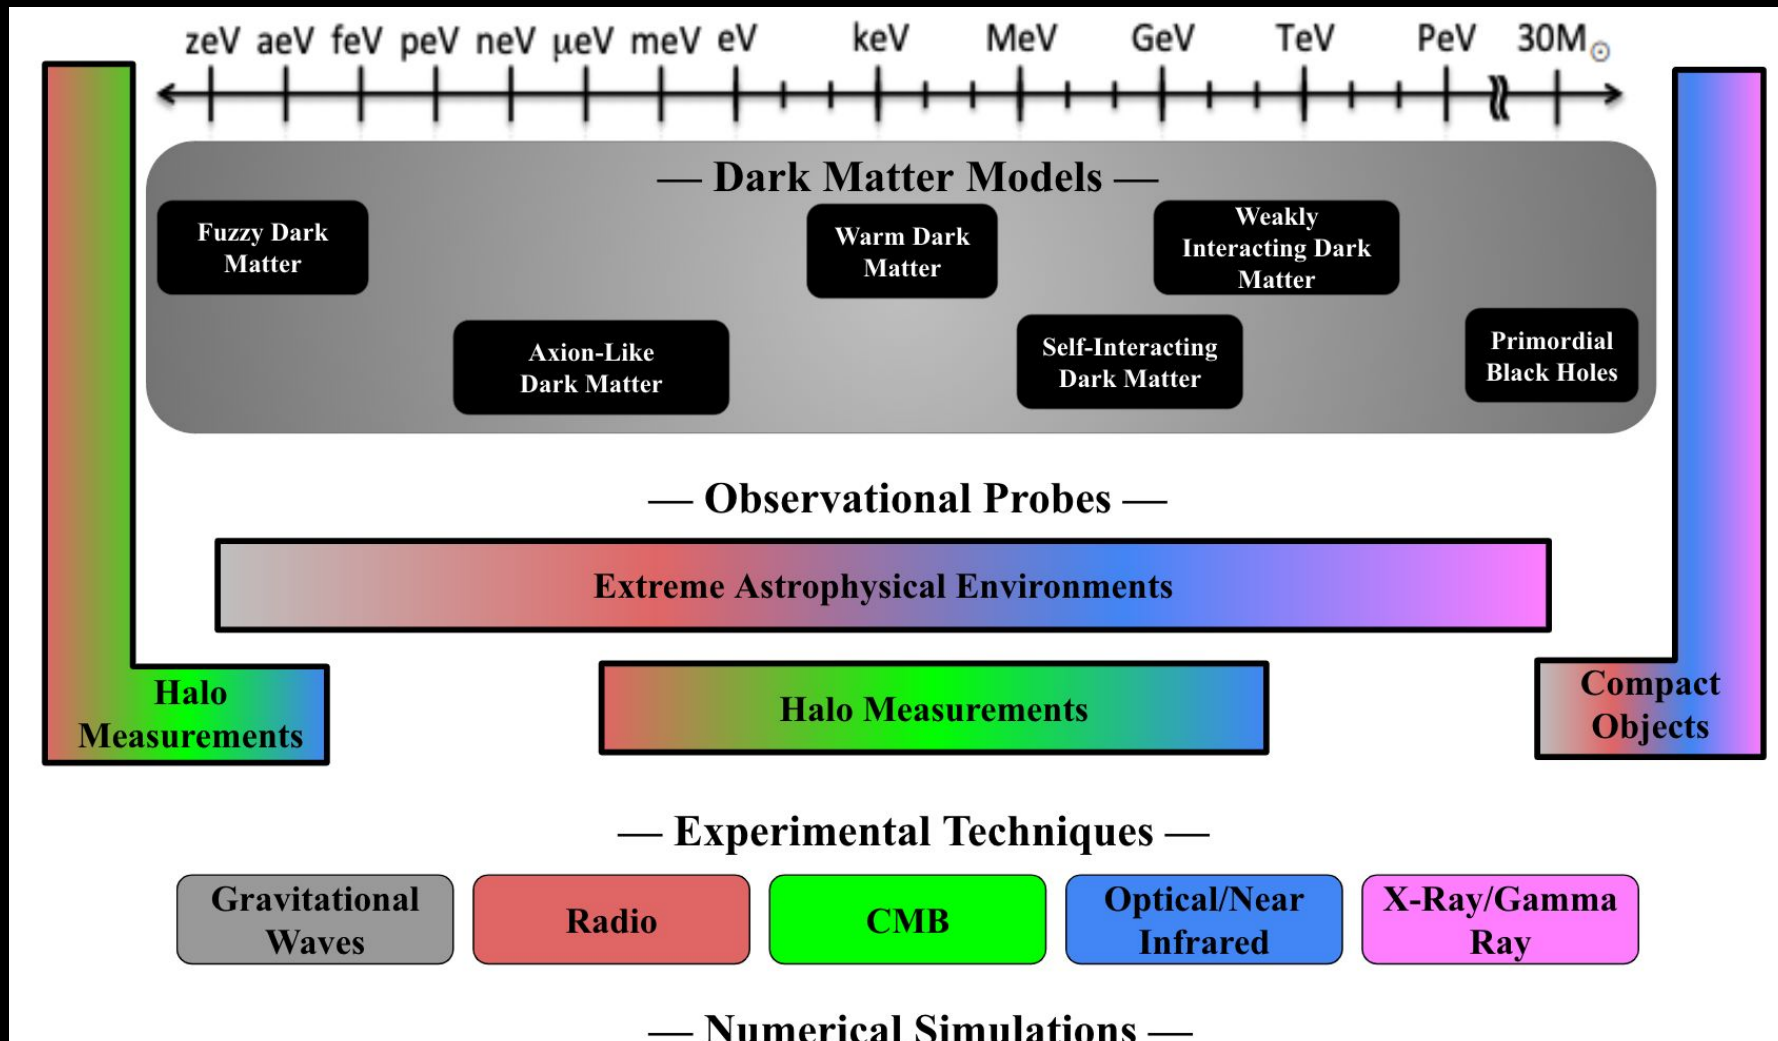 zeV aeV feV peV neV μeV meV eV keV MeV GeV TeV PeV 30M☉
— Dark Matter Models —
Fuzzy Dark
Matter
Warm Dark
Matter
Weakly
Interacting Dark
Matter
Axion-Like
Dark Matter
Self-Interacting
Dark Matter
Primordial
Black Holes
— Observational Probes —
Extreme Astrophysical Environments
Halo
Measurements
Halo Measurements
Compact
Objects
— Experimental Techniques —
Gravitational
Waves
Radio
CMB
Optical/Near
Infrared
X-Ray/Gamma
Ray
— Numerical Simulations —